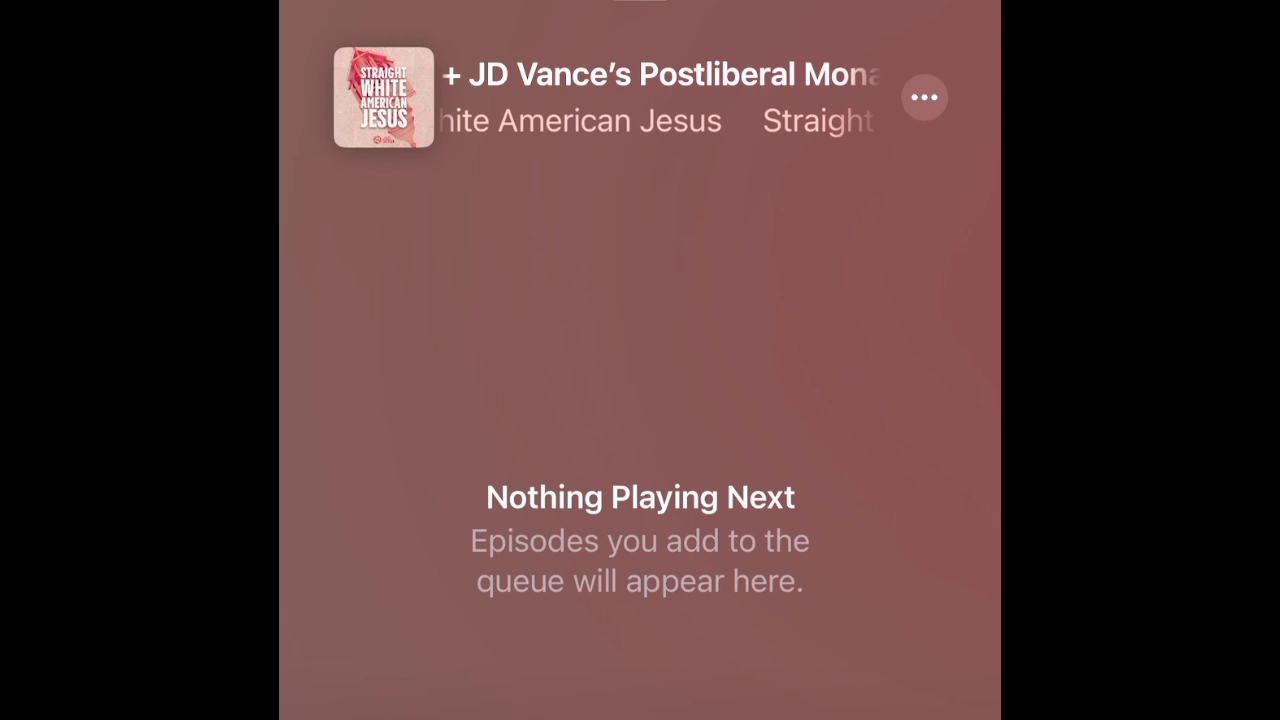 STRAIGHT
WHITE
AMERICAN
JESUS
+ JD Vance’s Postliberal Mona
hite American Jesus Straight
Nothing Playing Next
Episodes you add to the
queue will appear here.